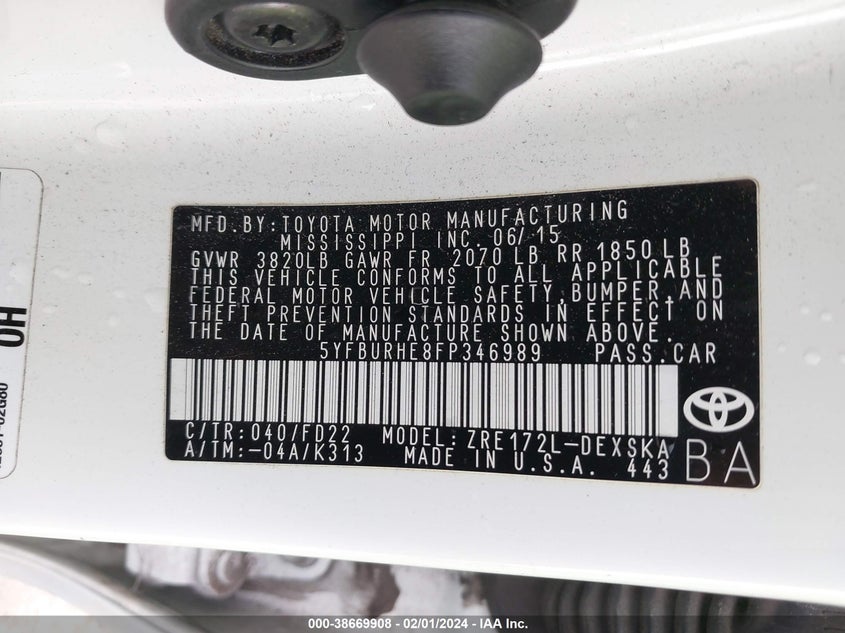 MFD.BY:TOYOTA MOTOR MANUFACTURING
MISSISSIPPI INC. 06/15
GVWR 3820LB GAWR FR 2070 LB RR 1850 LB
THIS VEHICLE CONFORMS TO ALL APPLICABLE
FEDERAL MOTOR VEHICLE SAFETY,BUMPER,AND
THEFT PREVENTION STANDARDS IN EFFECT ON
THE DATE OF MANUFACTURE SHOWN ABOVE.
5YFBURHE8FP346989 PASS.CAR
C/TR: 040/FD22 MODEL: ZRE172L-DEXSKA
A/TM:-04A/K313 MADE IN U.S.A. 443
BA
OH
000-38669908 - 02/01/2024 - IAA Inc.